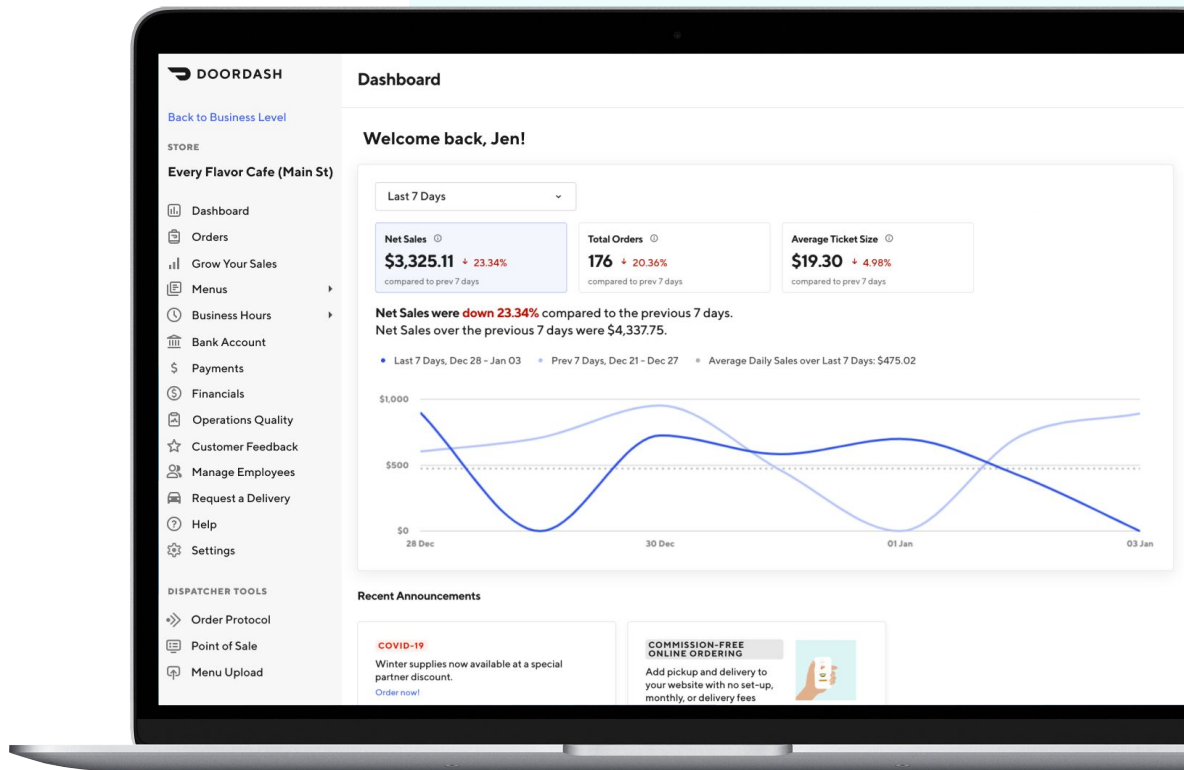 DOORDASH
Back to Business Level
STORE
Every Flavor Cafe (Main St)
Dashboard
Orders
Grow Your Sales
Menus
Business Hours
Bank Account
Payments
Financials
Operations Quality
Customer Feedback
Manage Employees
Request a Delivery
Help
Settings
DISPATCHER TOOLS
Order Protocol
Point of Sale
Menu Upload
Dashboard
Welcome back, Jen!
Last 7 Days
Net Sales
$3,325.11 ↓ 23.34%
compared to prev 7 days
Total Orders
176 ↓ 20.36%
compared to prev 7 days
Average Ticket Size
$19.30 ↓ 4.98%
compared to prev 7 days
Net Sales were down 23.34% compared to the previous 7 days.
Net Sales over the previous 7 days were $4,337.75.
Last 7 Days, Dec 28 - Jan 03
Prev 7 Days, Dec 21 - Dec 27
Average Daily Sales over Last 7 Days: $475.02
$1,000
$500
$0
28 Dec
30 Dec
01 Jan
03 Jan
Recent Announcements
COVID-19
Winter supplies now available at a special
partner discount.
Order now!
COMMISSION-FREE
ONLINE ORDERING
Add pickup and delivery to
your website with no set-up,
monthly, or delivery fees